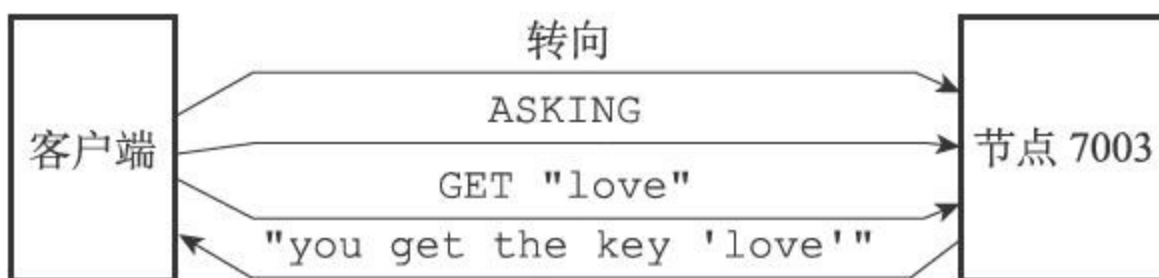 转向
ASKING
客户端
节点 7003
GET "love"
"you get the key 'love'"